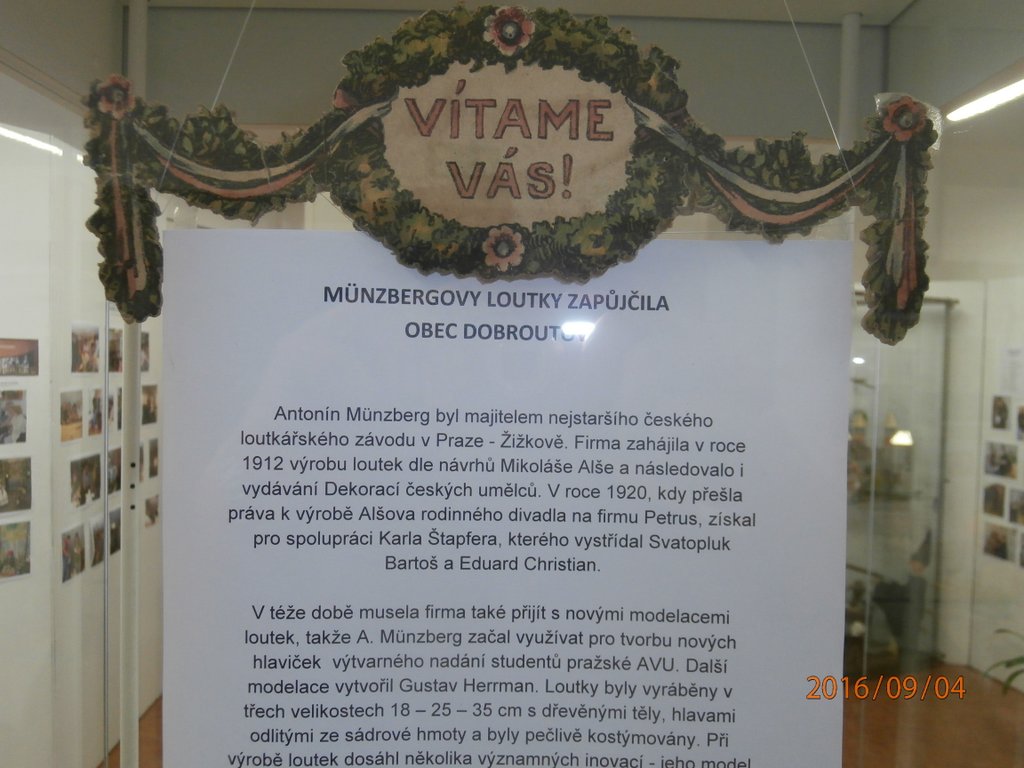 VÍTAME
VÁS!
MÜNZBERGOVY LOUTKY ZAPŮJČILA
OBEC
Antonín Münzberg byl majitelem nejstaršího českého
loutkářského závodu v Praze - Žižkově. Firma zahájila v roce
1912 výrobu loutek dle návrhů Mikoláše Alše a následovalo i
vydávání Dekorací českých umělců. V roce 1920, kdy přešla
práva k výrobě Alšova rodinného divadla na firmu Petrus, získal
pro spolupráci Karla Štapfera, kterého vystřídal Svatopluk
Bartoš a Eduard Christian.
V téže době musela firma také přijít s novými modelacemi
loutek, takže A. Münzberg začal využívat pro tvorbu nových
hlaviček výtvarného nadání studentů pražské AVU. Další
modelace vytvořil Gustav Herrman. Loutky byly vyráběny v
třech velikostech 18 – 25 – 35 cm s dřevěnými těly, hlavami
odlitými ze sádrové hmoty a byly pečlivě kostýmovány. Při
výrobě loutek dosáhl několika významných inovací - jeho model
2016/09/04